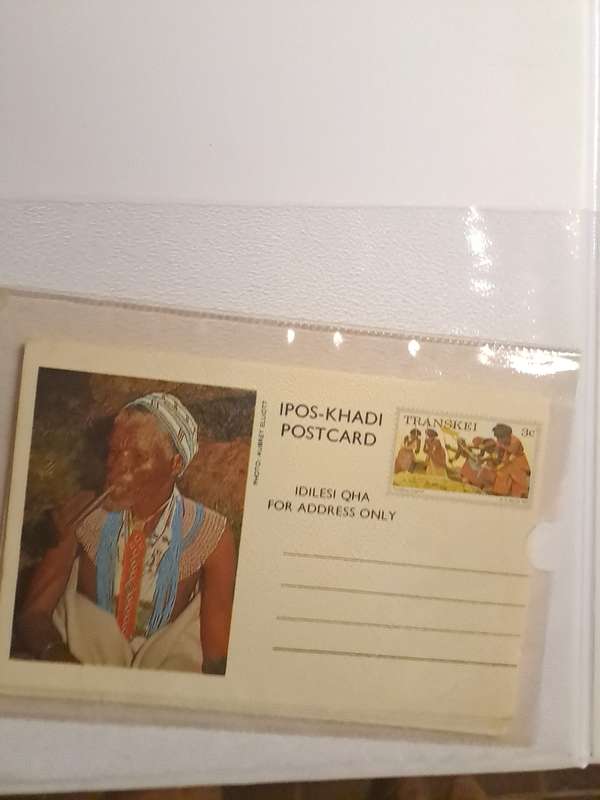 PHOTO: AUBREY ELLIOTT
IPOS-KHADI
POSTCARD
TRANSKEI 3c
IDILESI QHA
FOR ADDRESS ONLY